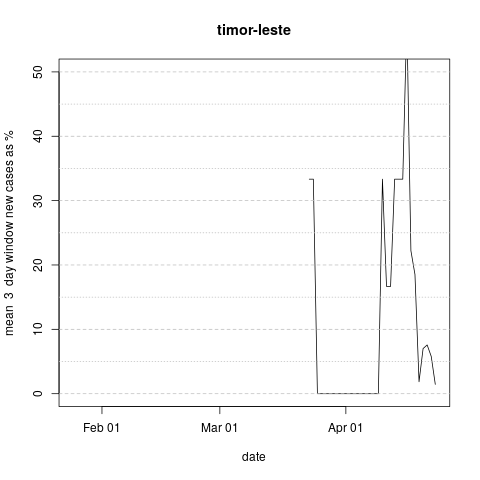 timor-leste
mean 3 day window new cases as %
50
40
30
20
10
0
Feb 01
Mar 01
Apr 01
date